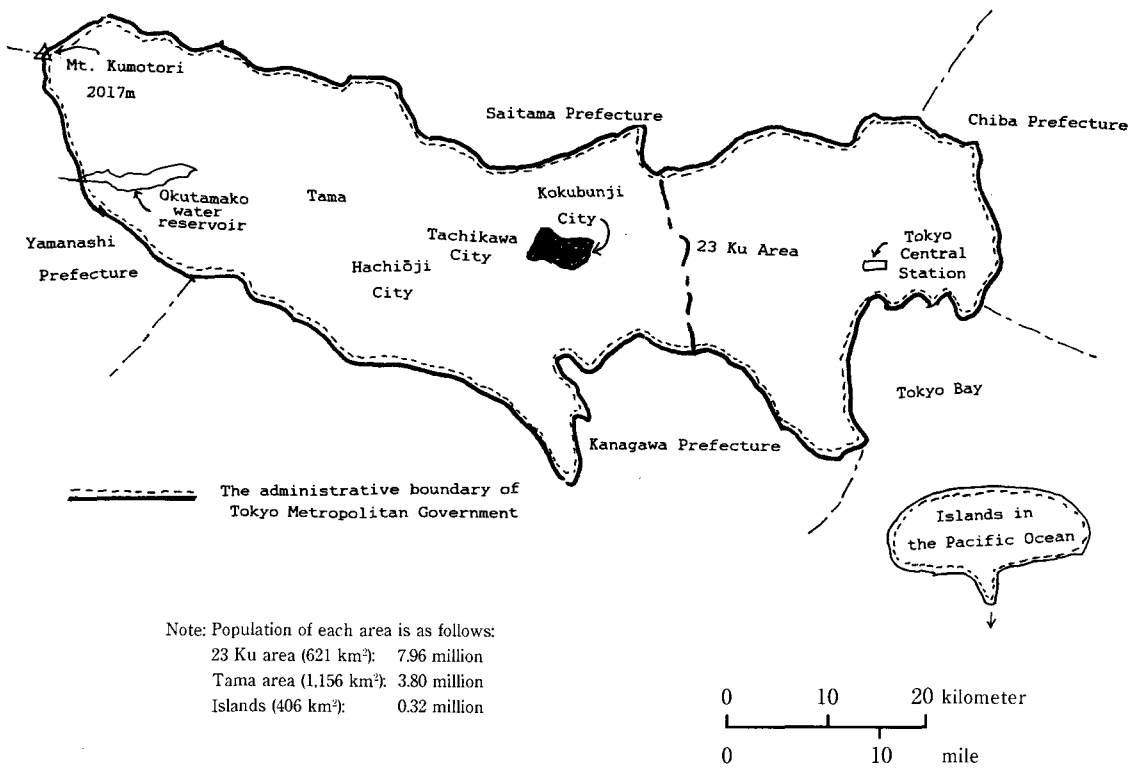 Mt. Kumotori
2017m
Saitama Prefecture
Chiba Prefecture
Okutamako
water
reservoir
Tama
Kokubunji
City
Tachikawa
City
Hachiōji
City
23 Ku Area
Tokyo
Central
Station
Yamanashi
Prefecture
Tokyo Bay
Kanagawa Prefecture
The administrative boundary of
Tokyo Metropolitan Government
Islands in
the Pacific Ocean
Note: Population of each area is as follows:
23 Ku area (621 km²): 7.96 million
Tama area (1,156 km²): 3.80 million
Islands (406 km²): 0.32 million
0 10 20 kilometer
0 10 mile